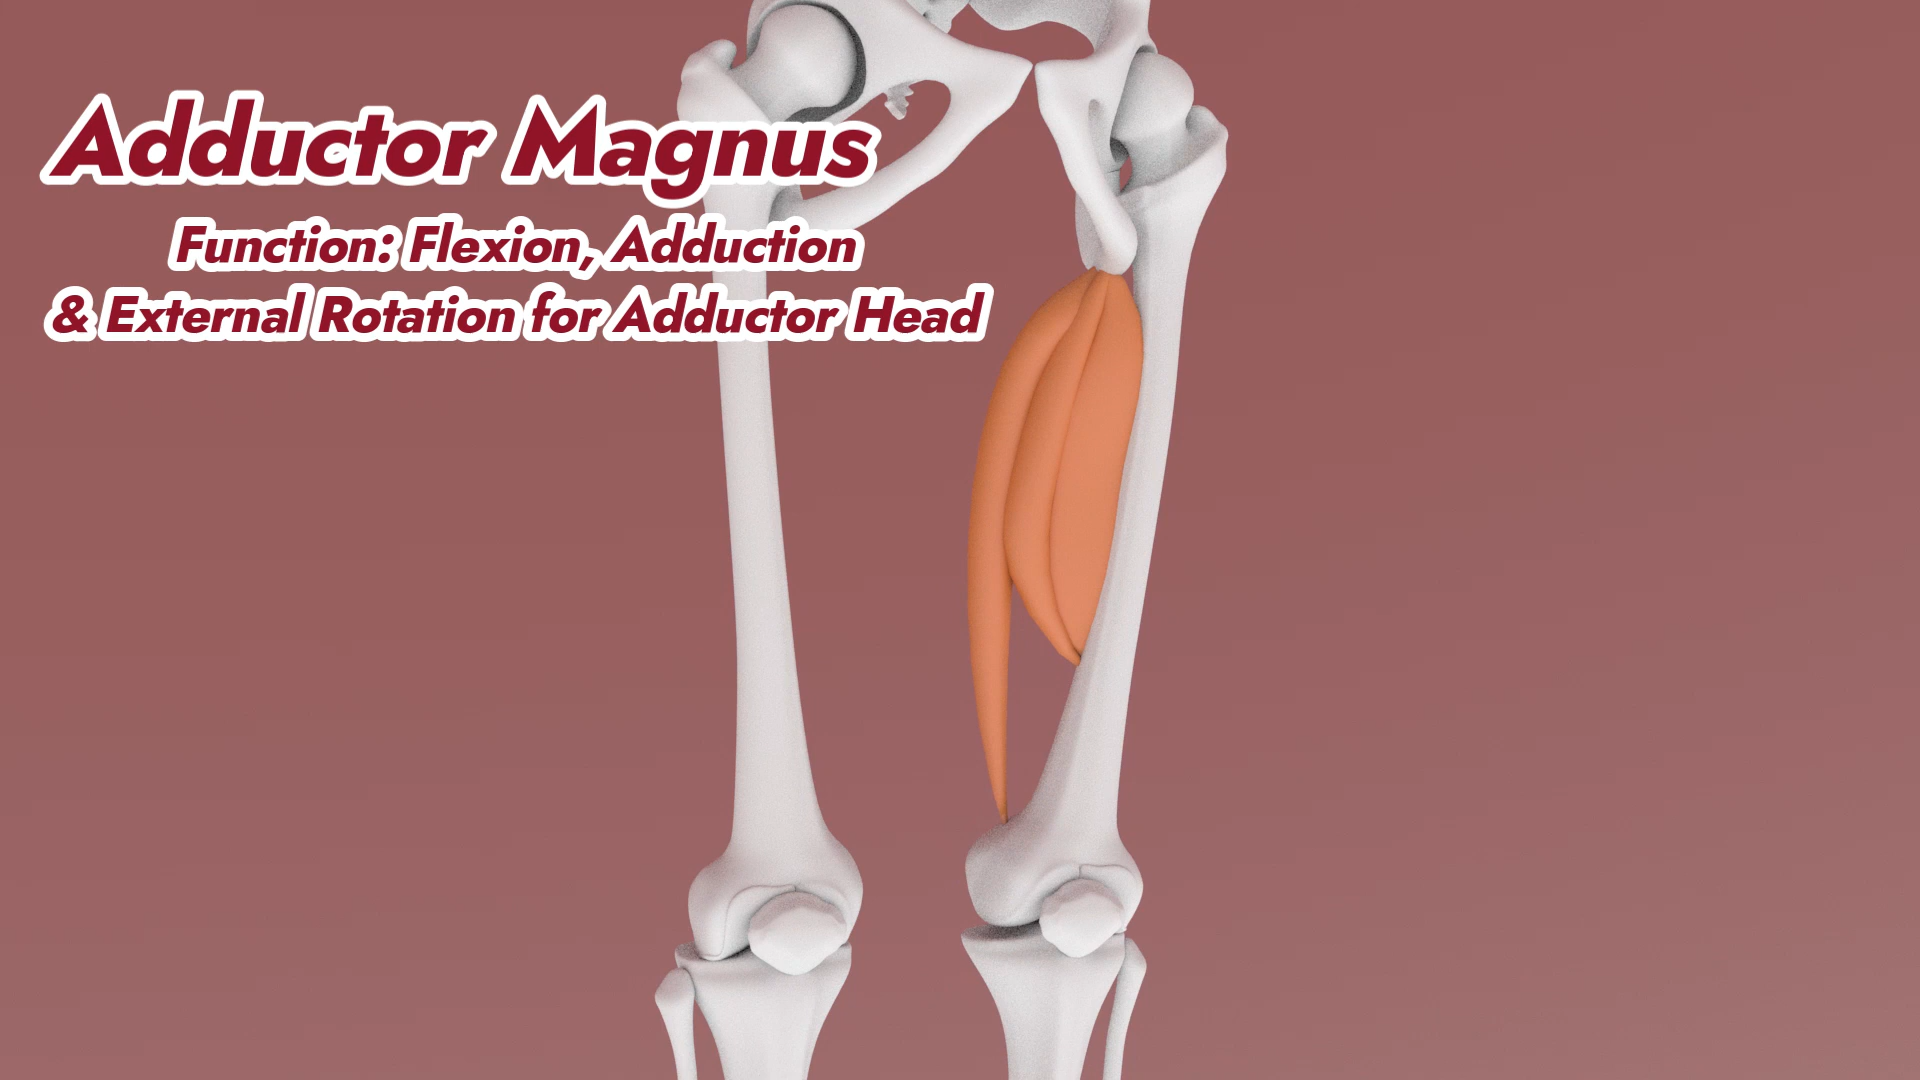 Adductor Magnus
Function: Flexion, Adduction
& External Rotation for Adductor Head